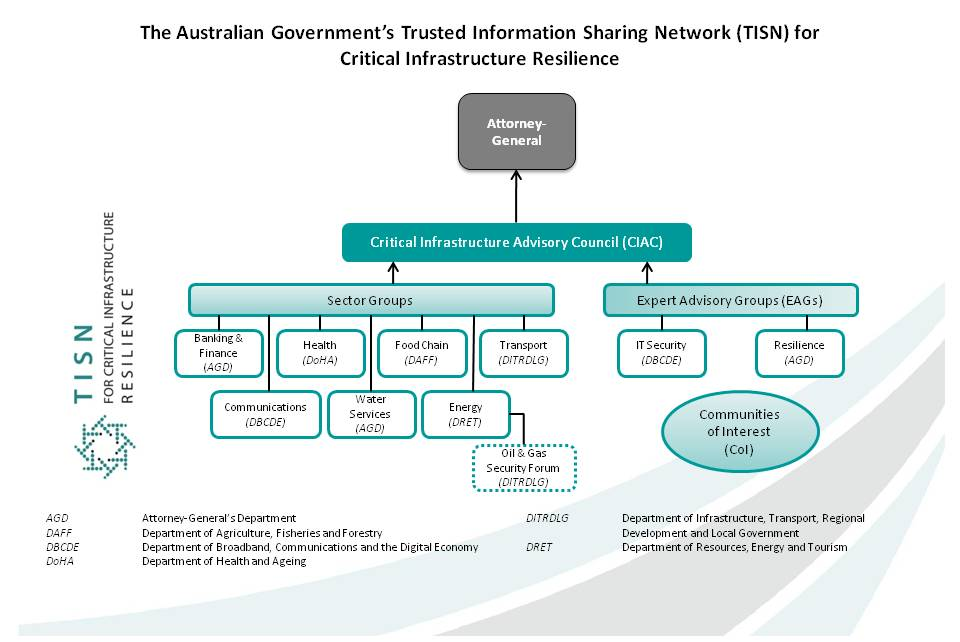 The Australian Government's Trusted Information Sharing Network (TISN) for
Critical Infrastructure Resilience
Attorney-
General
Critical Infrastructure Advisory Council (CIAC)
Sector Groups
Expert Advisory Groups (EAGs)
Banking &
Finance
(AGD)
Health
(DoHA)
Food Chain
(DAFF)
Transport
(DITRDLG)
IT Security
(DBCDE)
Resilience
(AGD)
Communications
(DBCDE)
Water
Services
(AGD)
Energy
(DRET)
Oil & Gas
Security Forum
(DITRDLG)
Communities
of Interest
(CoI)
TISN
FOR CRITICAL INFRASTRUCTURE
RESILIENCE
AGD Attorney-General's Department
DAFF Department of Agriculture, Fisheries and Forestry
DBCDE Department of Broadband, Communications and the Digital Economy
DoHA Department of Health and Ageing
DITRDLG Department of Infrastructure, Transport, Regional
Development and Local Government
DRET Department of Resources, Energy and Tourism